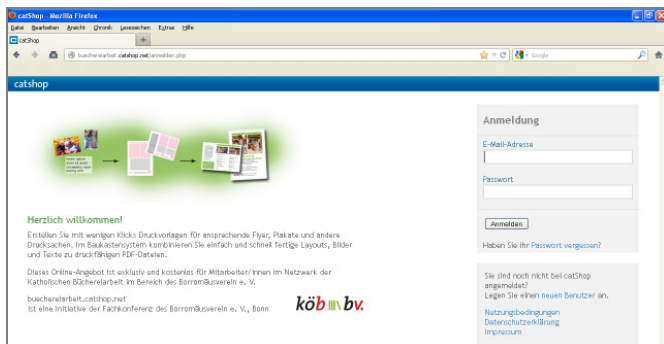 catShop - Mozilla Firefox
Datei Bearbeiten Ansicht Chronik Lesezeichen Extras Hilfe
catShop
buechereiarbeit.catshop.net/anmelden.php
Google
catshop
Anmeldung
E-Mail-Adresse
Passwort
Anmelden
Haben Sie Ihr Passwort vergessen?
Herzlich willkommen!
Erstellen Sie mit wenigen Klicks Druckvorlagen für ansprechende Flyer, Plakate und andere
Drucksachen. Im Baukastensystem kombinieren Sie einfach und schnell fertige Layouts, Bilder
und Texte zu druckfähigen PDF-Dateien.
Dieses Online-Angebot ist exklusiv und kostenlos für Mitarbeiter/innen im Netzwerk der
Katholischen Büchereiarbeit im Bereich des Borromäusverein e. V.
buechereiarbeit.catshop.net
ist eine Initiative der Fachkonferenz des Borromäusverein e. V., Bonn
köb bv.
Sie sind noch nicht bei catShop
angemeldet?
Legen Sie einen neuen Benutzer an.
Nutzungsbedingungen
Datenschutzerklärung
Impressum